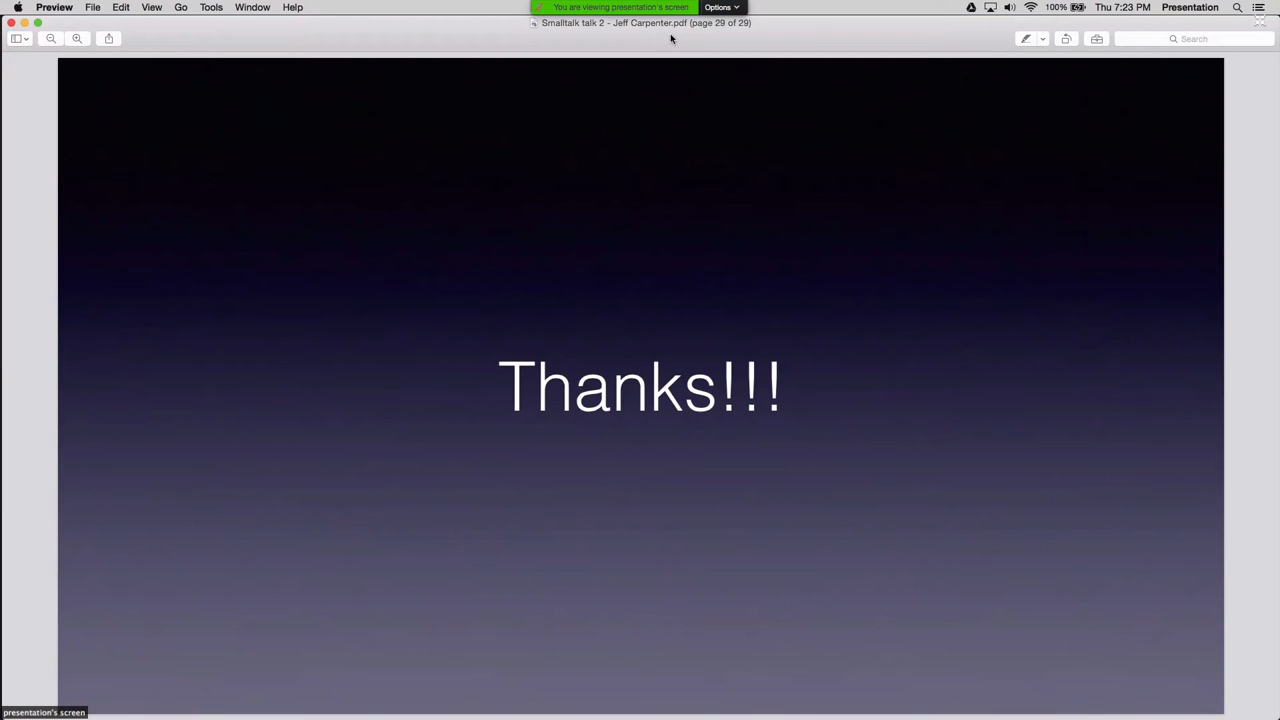 Preview File Edit View Go Tools Window Help
You are viewing presentation's screen Options
100% Thu 7:23 PM Presentation
Smalltalk talk 2 - Jeff Carpenter.pdf (page 29 of 29)
Search
Thanks!!!
presentation's screen